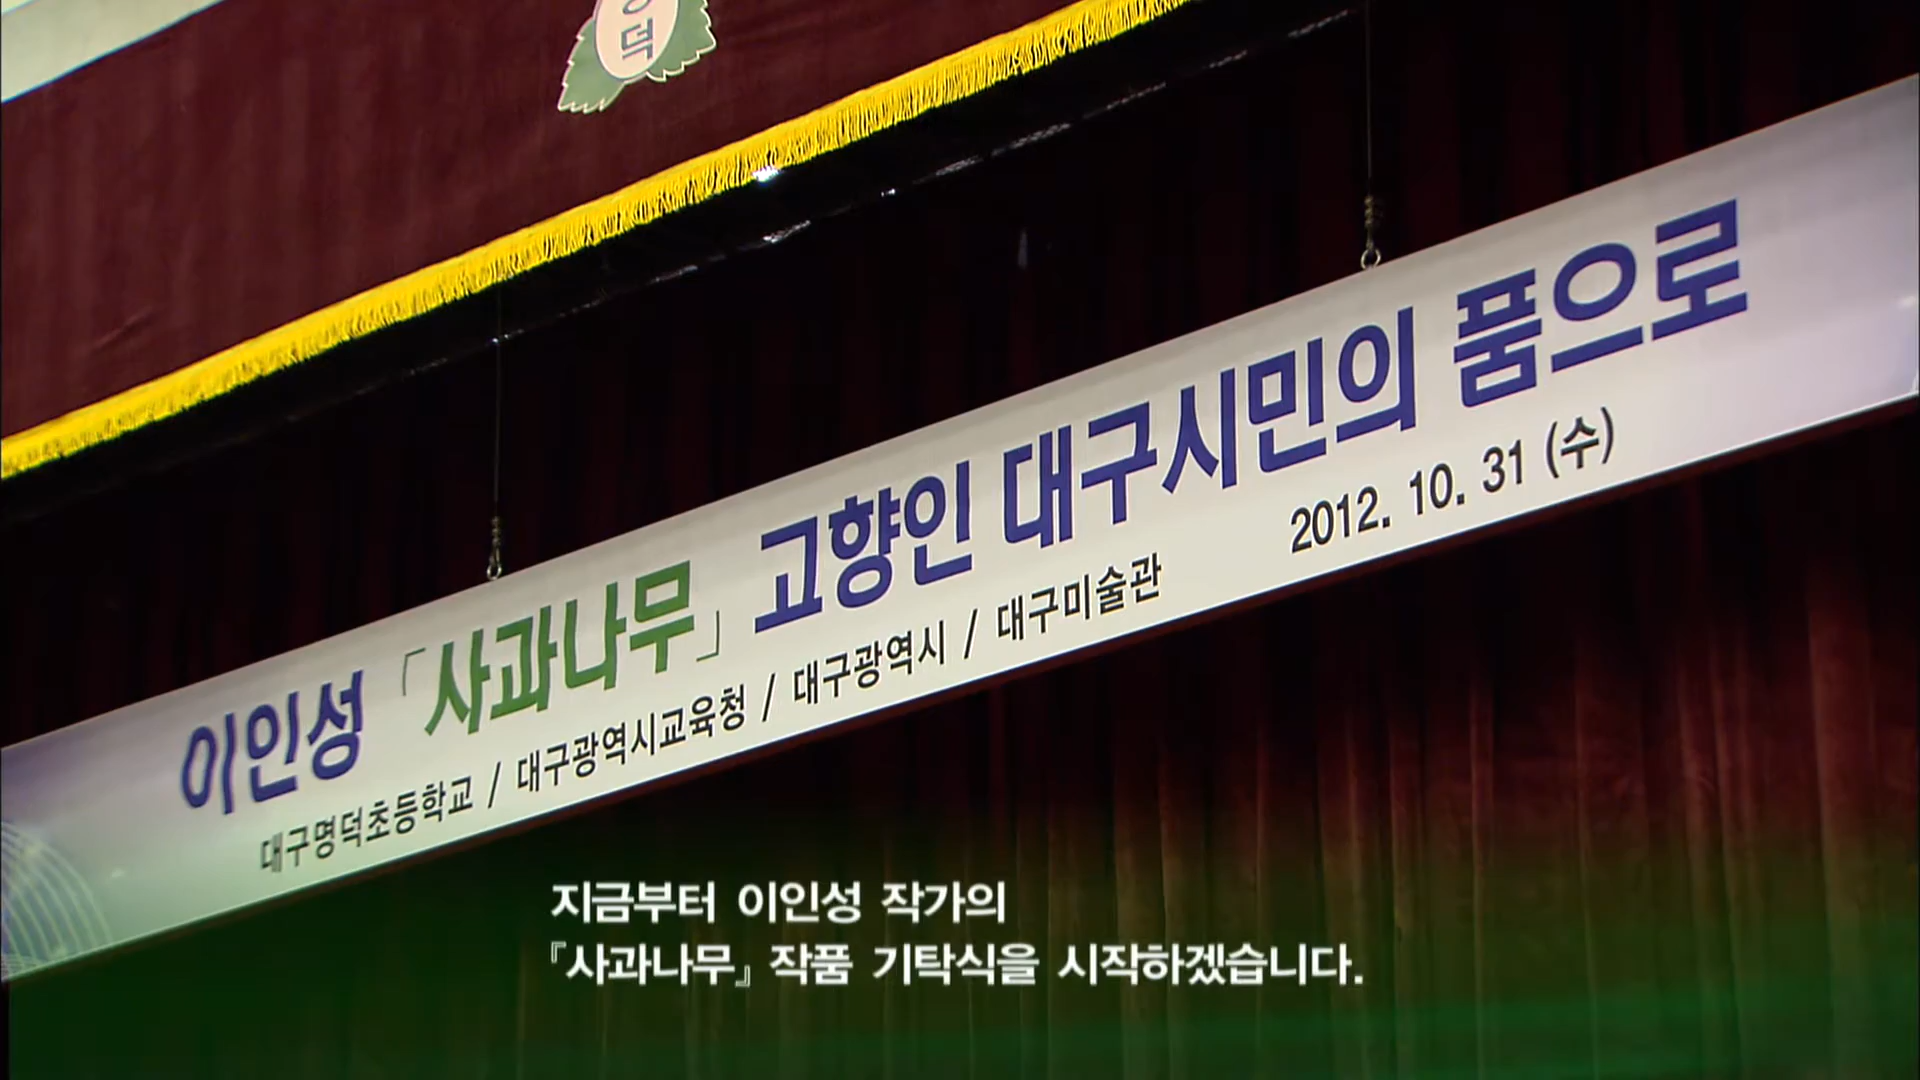 덕
이인성 「사과나무」 고향인 대구시민의 품으로
2012. 10. 31 (수)
대구명덕초등학교 / 대구광역시교육청 / 대구광역시 / 대구미술관
지금부터 이인성 작가의
『사과나무』 작품 기탁식을 시작하겠습니다.